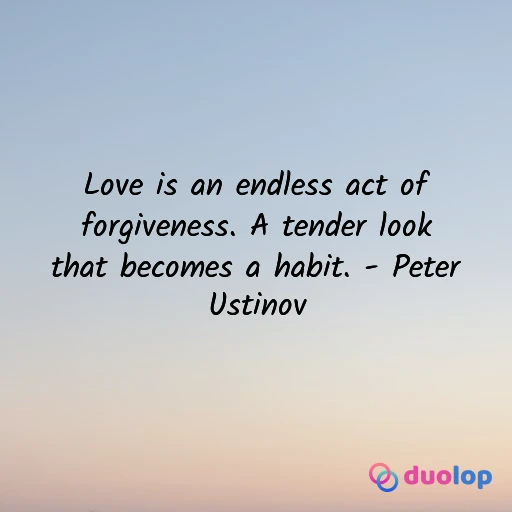 Love is an endless act of
forgiveness. A tender look
that becomes a habit. - Peter
Ustinov
duolop